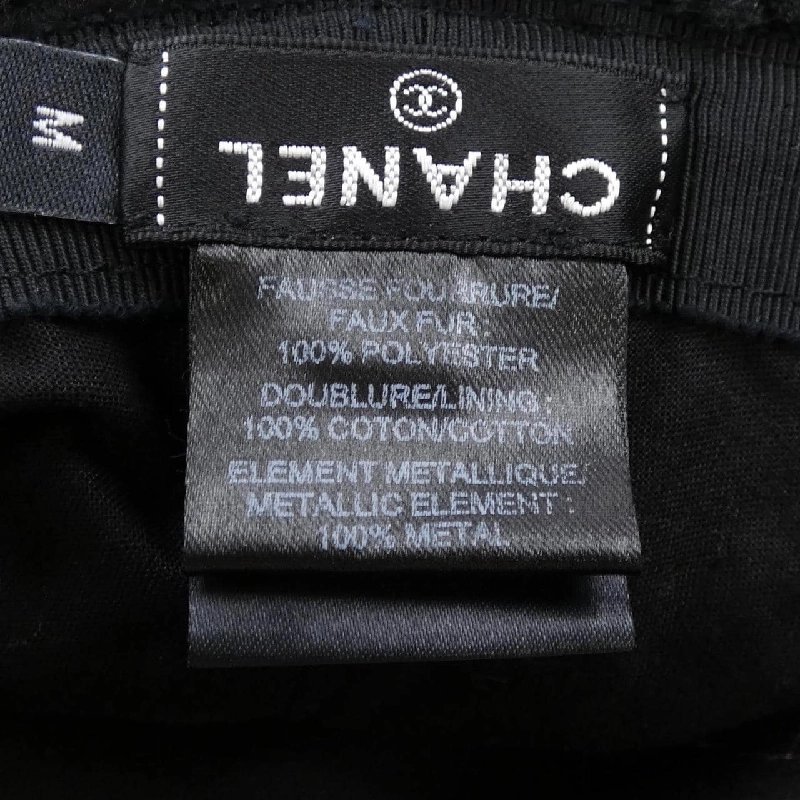 M
CHANEL
FAUSSE FOURRURE/
FAUX FUR :
100% POLYESTER
DOUBLURE/LINING :
100% COTON/COTTON
ELEMENT METALLIQUE/
METALLIC ELEMENT :
100% METAL